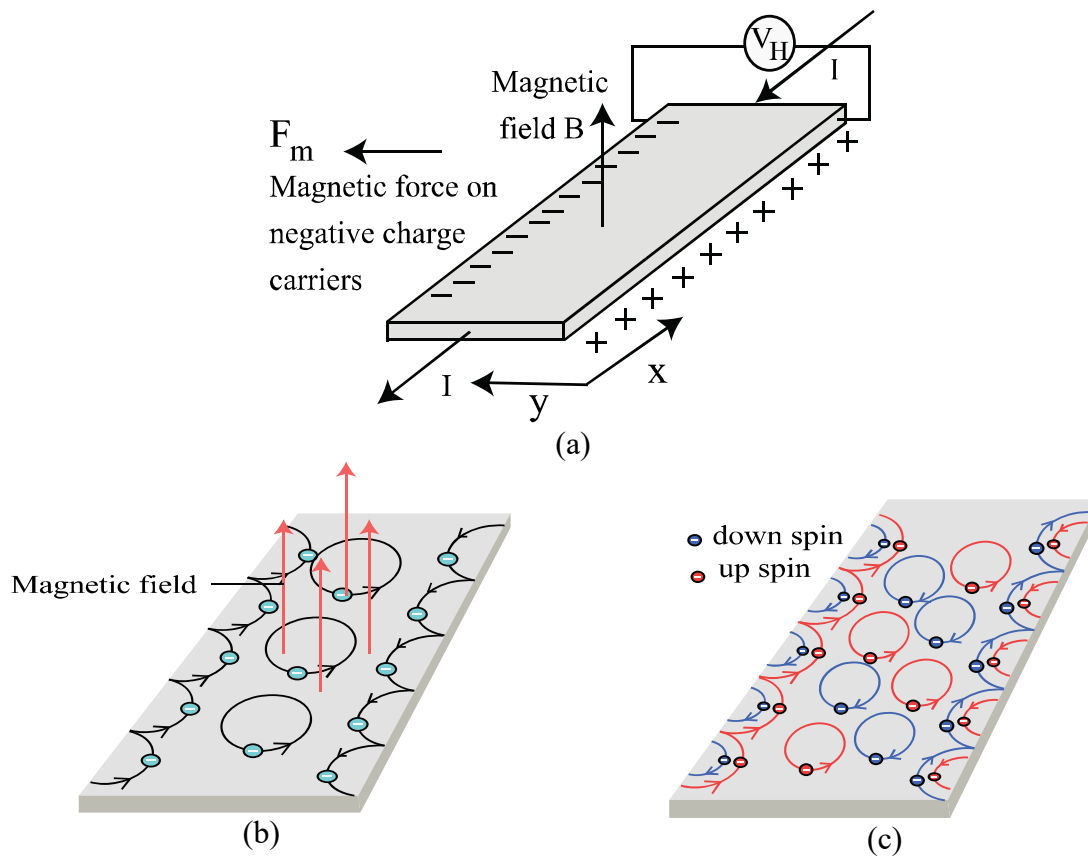 V_H
I
Magnetic
field B
F_m
Magnetic force on
negative charge
carriers
I
y
x
(a)
Magnetic field
(b)
down spin
up spin
(c)